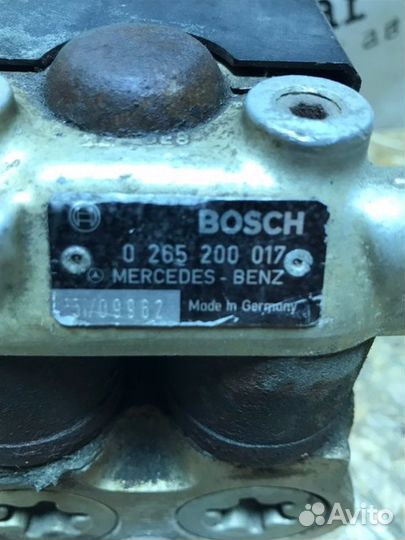 BOSCH
0 265 200 017
MERCEDES-BENZ
Made in Germany
Avito